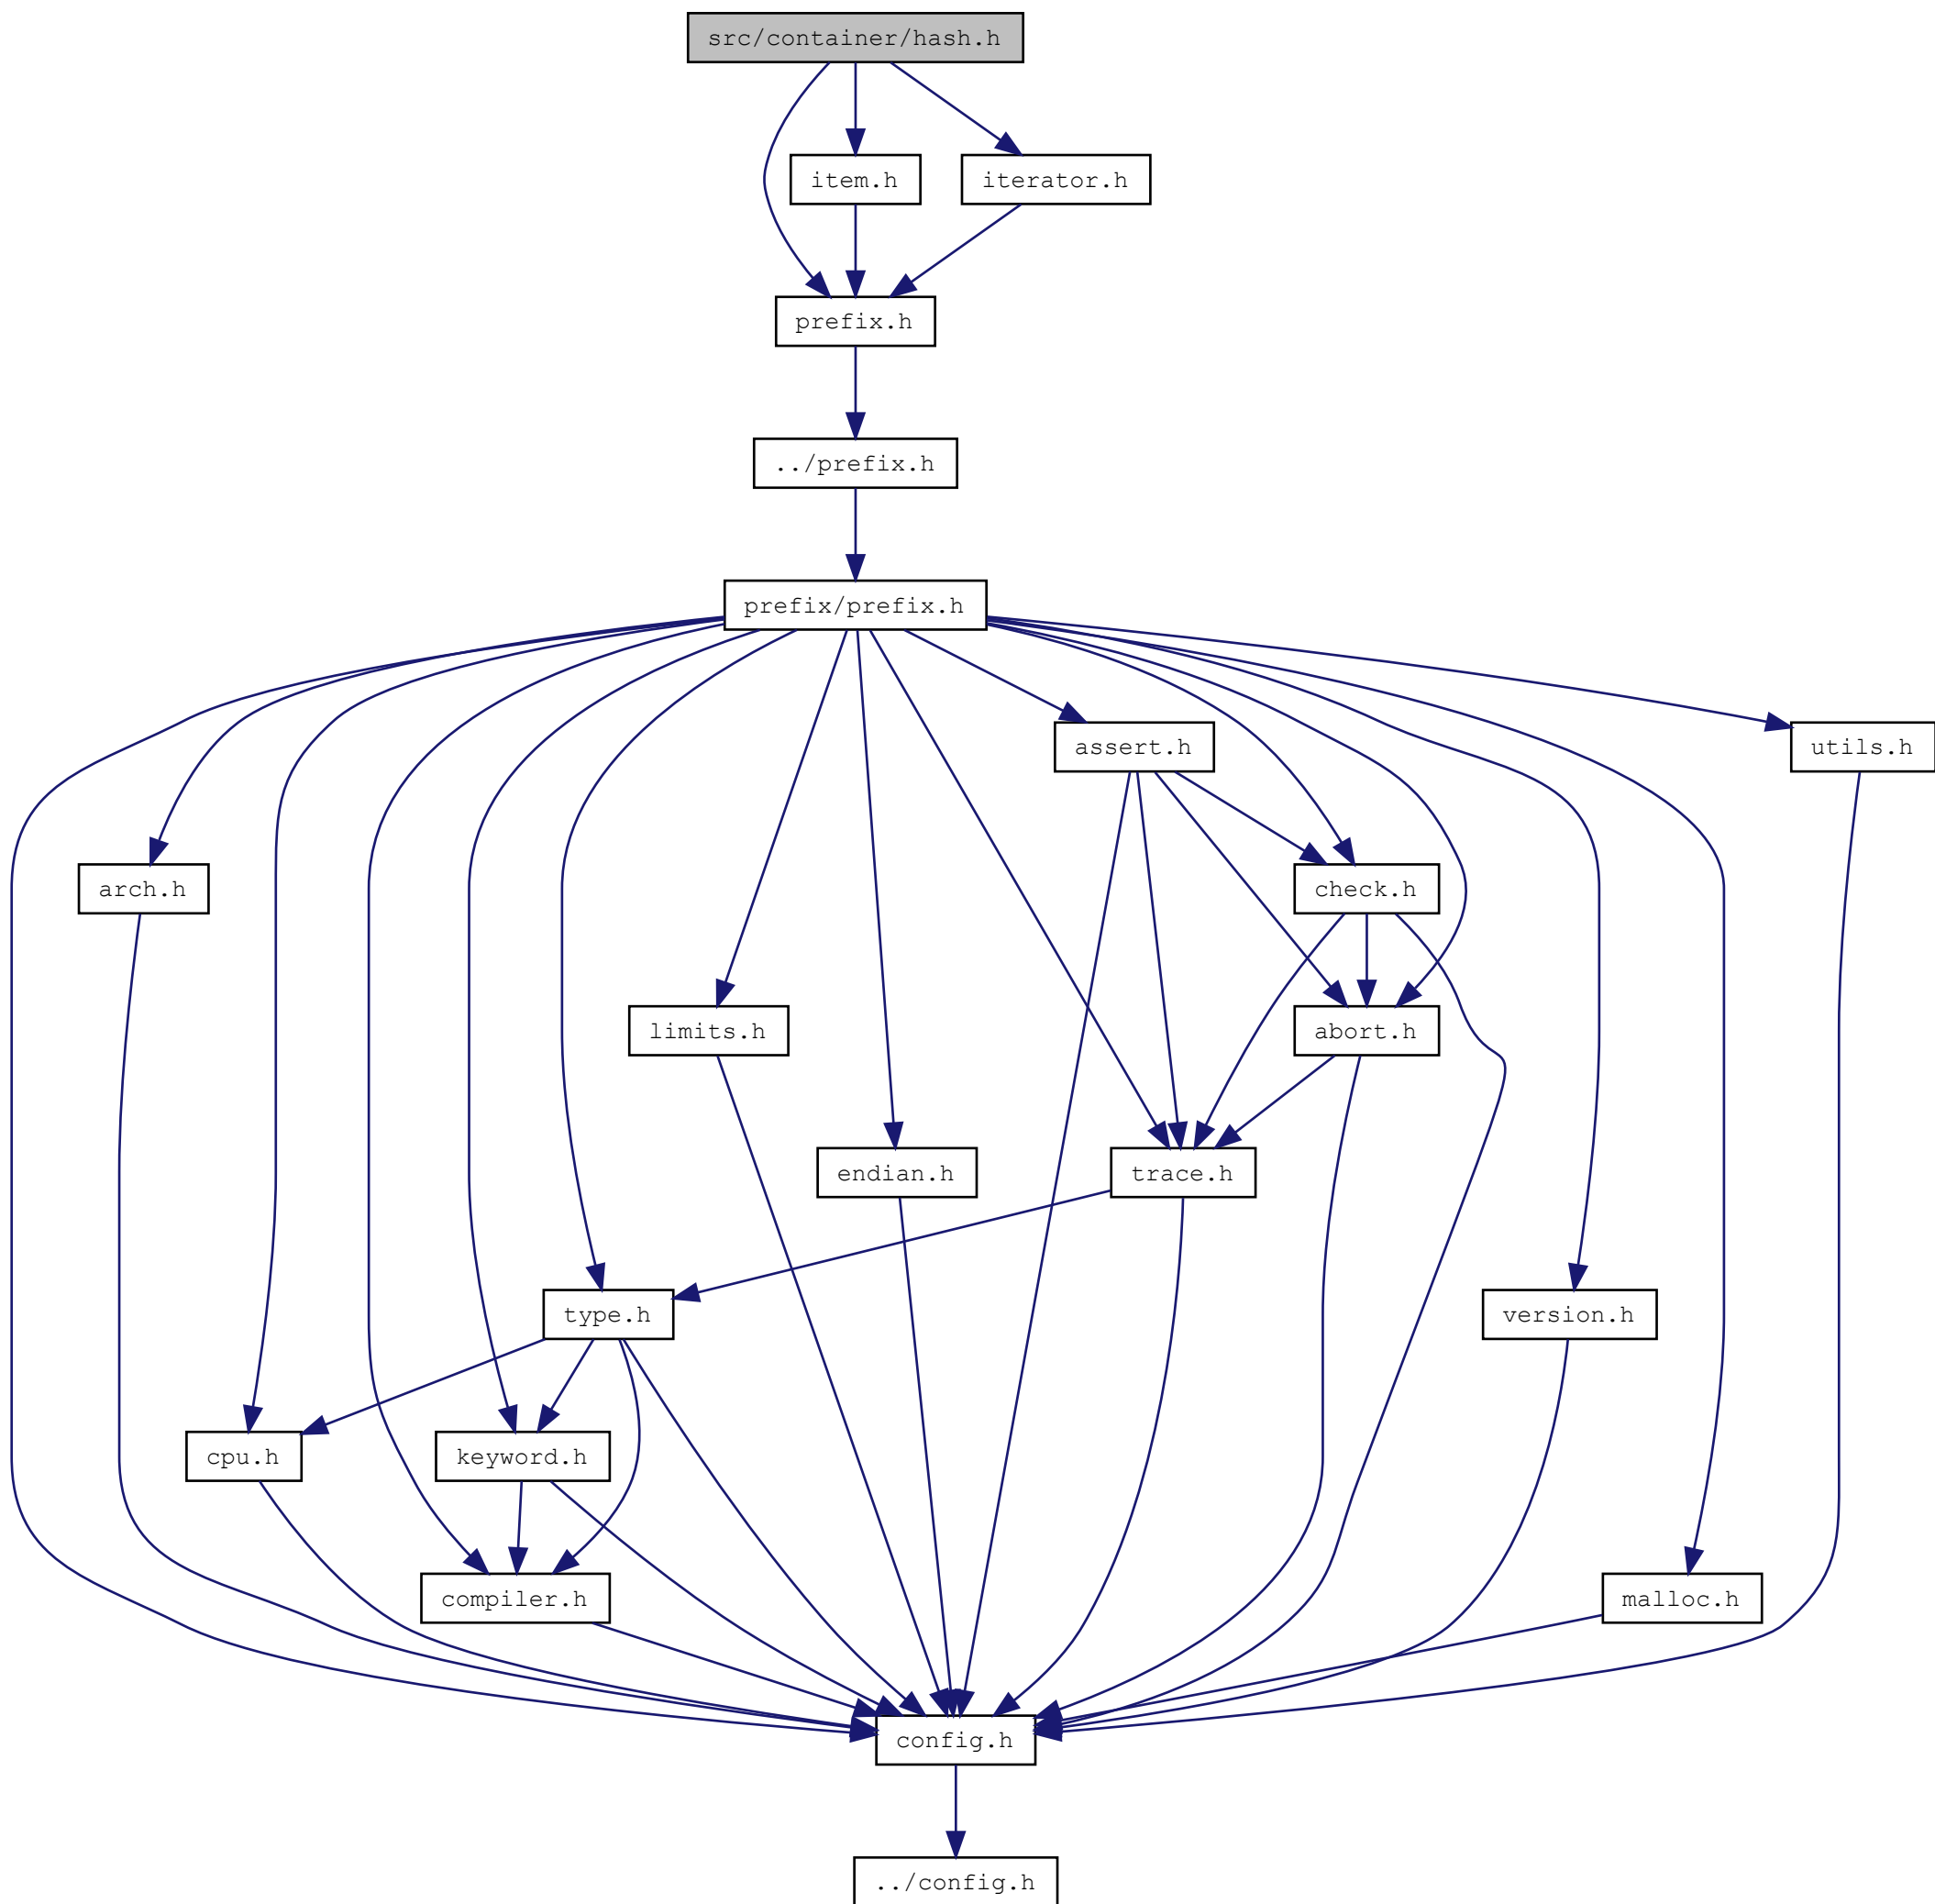 src/container/hash.h
item.h
iterator.h
prefix.h
../prefix.h
prefix/prefix.h
assert.h
utils.h
arch.h
check.h
limits.h
abort.h
endian.h
trace.h
type.h
version.h
cpu.h
keyword.h
compiler.h
malloc.h
config.h
../config.h